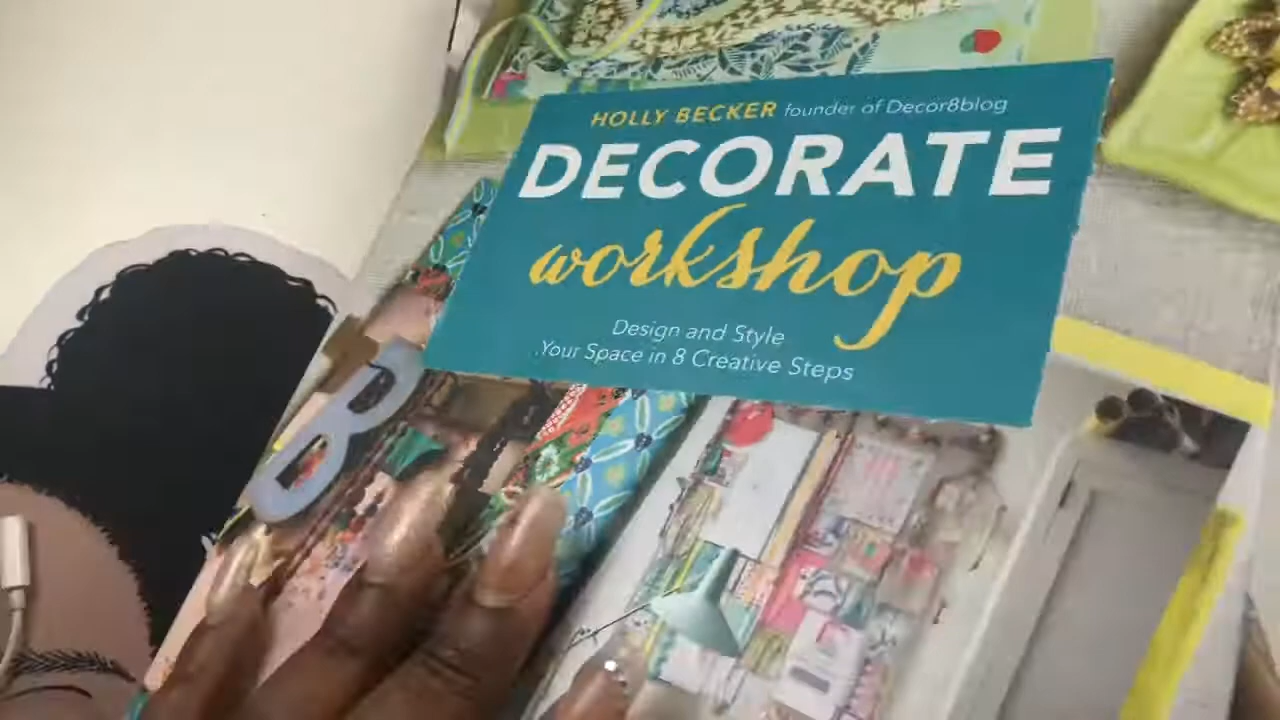 HOLLY BECKER founder of Decor8blog
DECORATE
workshop
Design and Style
Your Space in 8 Creative Steps
B